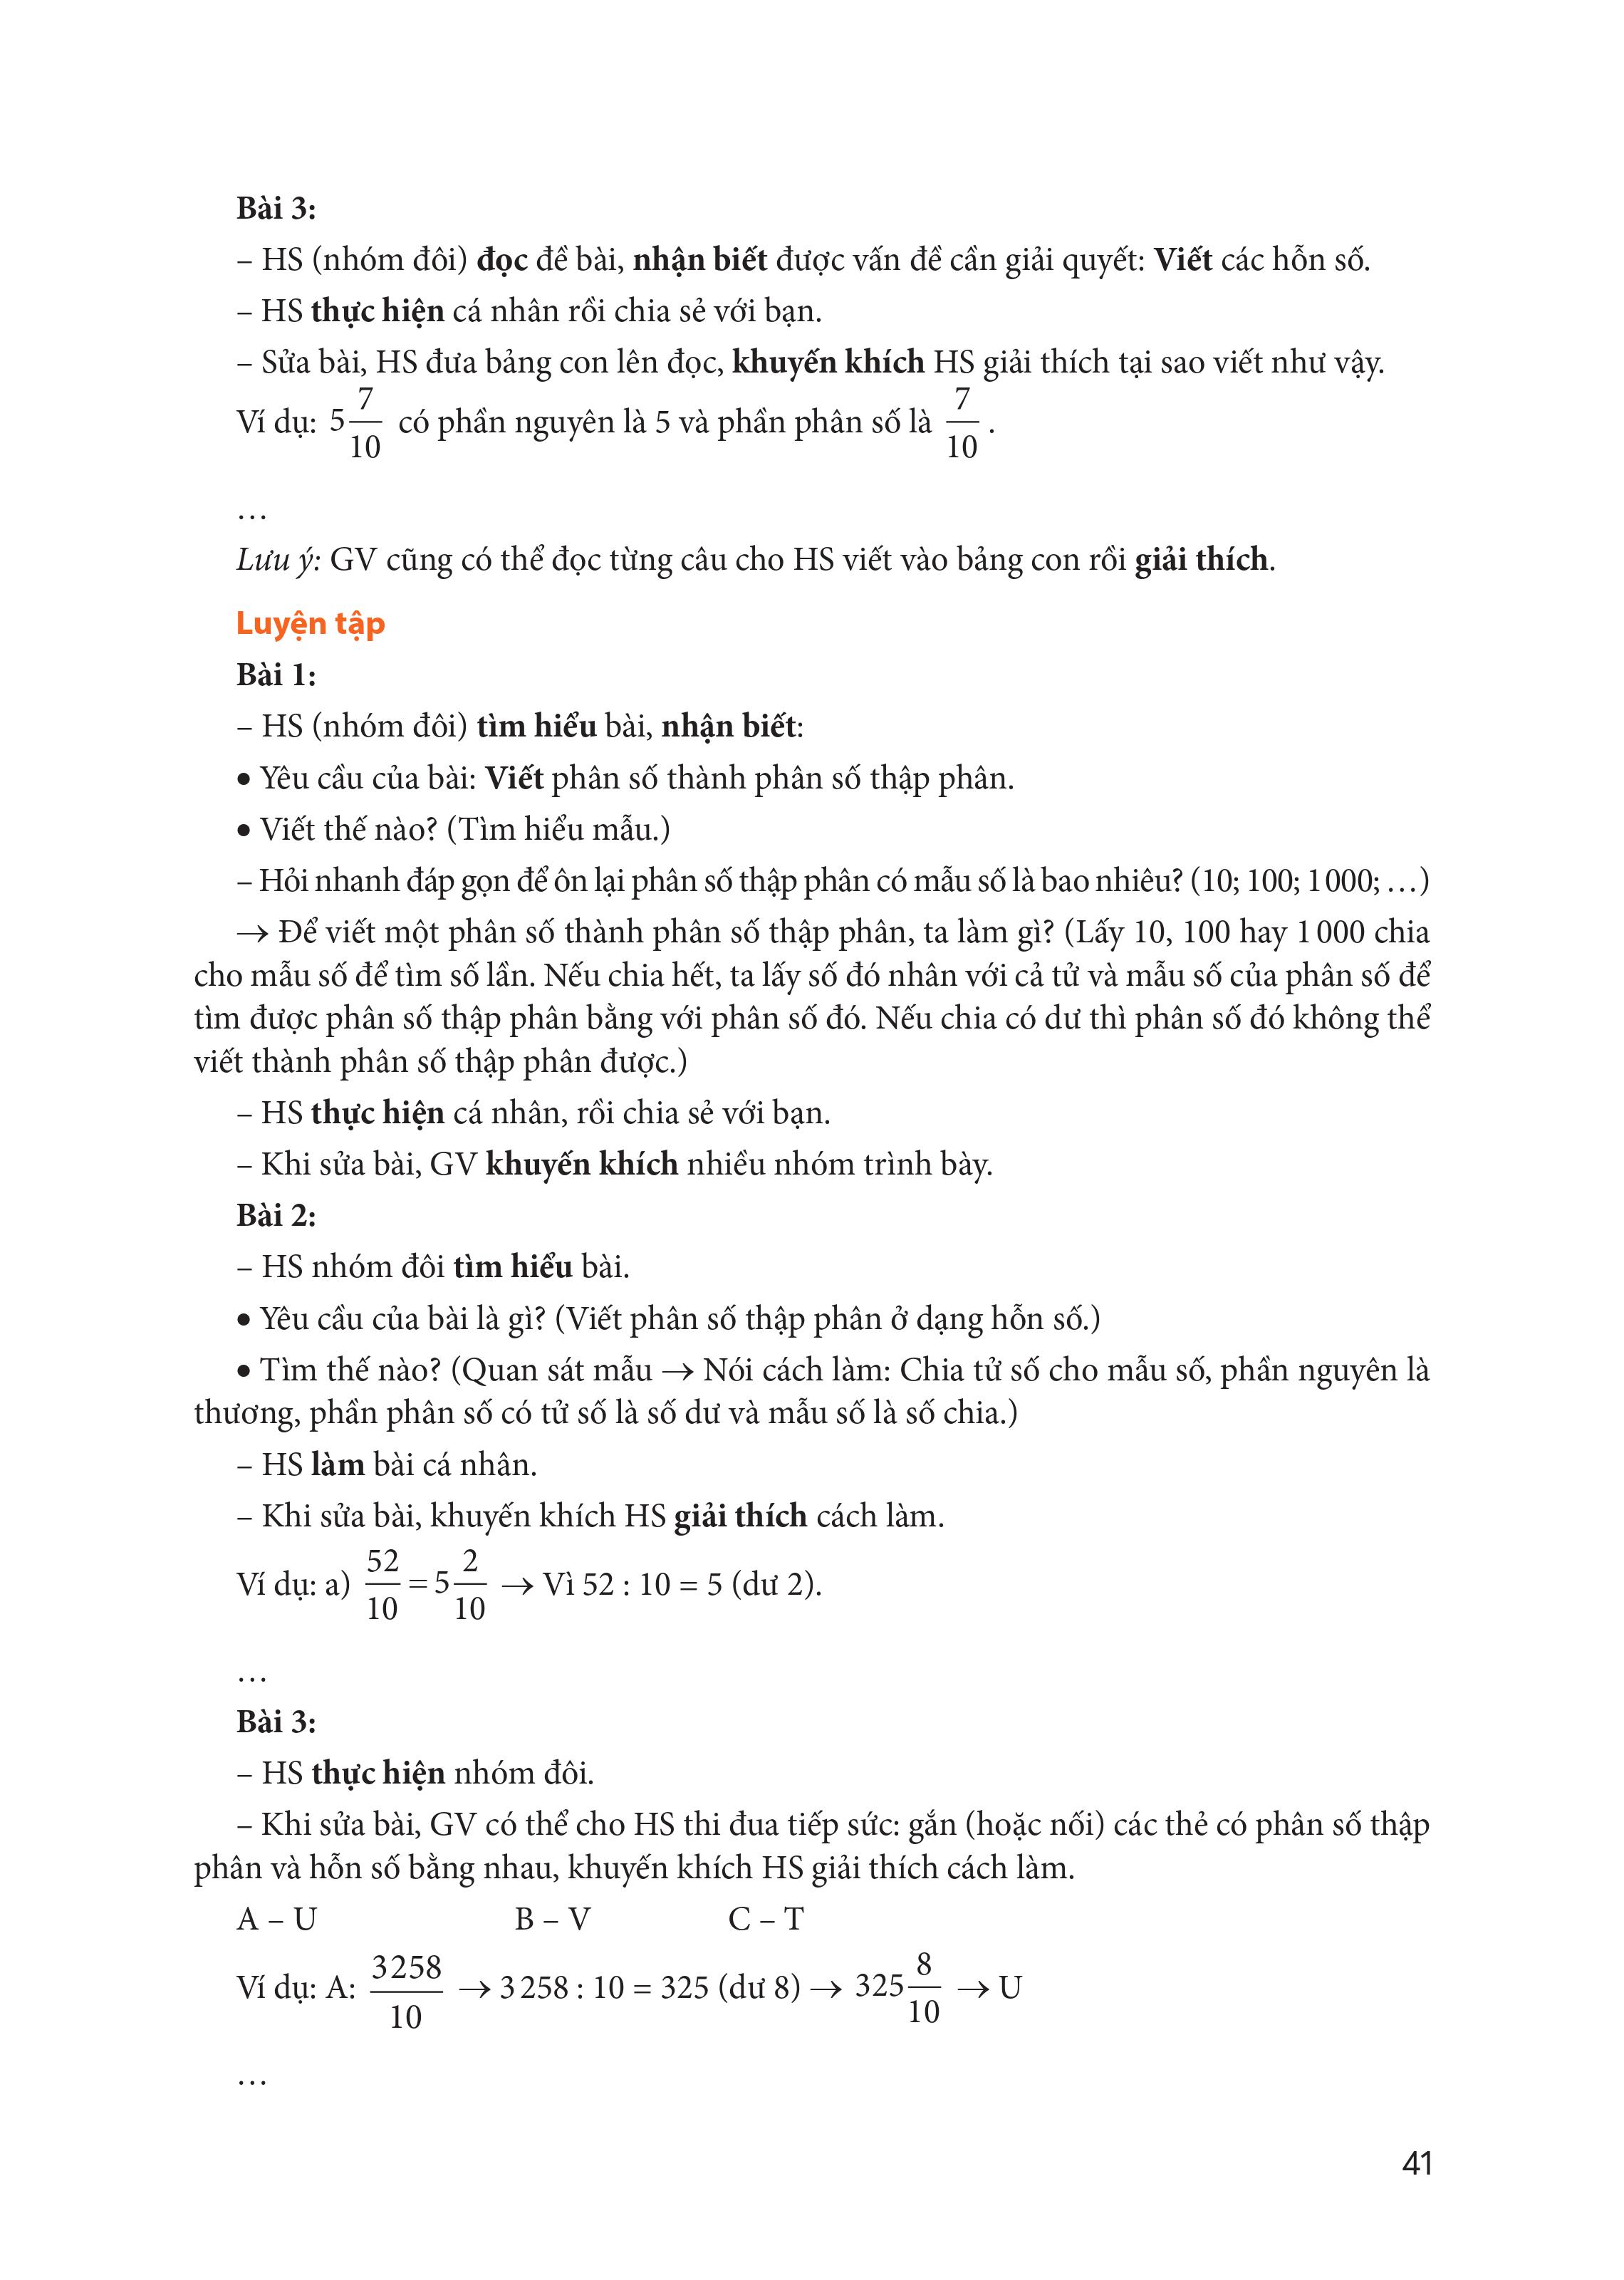 Bài 3:
– HS (nhóm đôi) đọc đề bài, nhận biết được vấn đề cần giải quyết: Viết các hỗn số.
– HS thực hiện cá nhân rồi chia sẻ với bạn.
– Sửa bài, HS đưa bảng con lên đọc, khuyến khích HS giải thích tại sao viết như vậy.
Ví dụ: 5 7/10 có phần nguyên là 5 và phần phân số là 7/10 .
…
Lưu ý: GV cũng có thể đọc từng câu cho HS viết vào bảng con rồi giải thích.
Luyện tập
Bài 1:
– HS (nhóm đôi) tìm hiểu bài, nhận biết:
• Yêu cầu của bài: Viết phân số thành phân số thập phân.
• Viết thế nào? (Tìm hiểu mẫu.)
– Hỏi nhanh đáp gọn để ôn lại phân số thập phân có mẫu số là bao nhiêu? (10; 100; 1 000; …)
→ Để viết một phân số thành phân số thập phân, ta làm gì? (Lấy 10, 100 hay 1 000 chia
cho mẫu số để tìm số lần. Nếu chia hết, ta lấy số đó nhân với cả tử và mẫu số của phân số để
tìm được phân số thập phân bằng với phân số đó. Nếu chia có dư thì phân số đó không thể
viết thành phân số thập phân được.)
– HS thực hiện cá nhân, rồi chia sẻ với bạn.
– Khi sửa bài, GV khuyến khích nhiều nhóm trình bày.
Bài 2:
– HS nhóm đôi tìm hiểu bài.
• Yêu cầu của bài là gì? (Viết phân số thập phân ở dạng hỗn số.)
• Tìm thế nào? (Quan sát mẫu → Nói cách làm: Chia tử số cho mẫu số, phần nguyên là
thương, phần phân số có tử số là số dư và mẫu số là số chia.)
– HS làm bài cá nhân.
– Khi sửa bài, khuyến khích HS giải thích cách làm.
Ví dụ: a) 52/10 = 5 2/10 → Vì 52 : 10 = 5 (dư 2).
…
Bài 3:
– HS thực hiện nhóm đôi.
– Khi sửa bài, GV có thể cho HS thi đua tiếp sức: gắn (hoặc nối) các thẻ có phân số thập
phân và hỗn số bằng nhau, khuyến khích HS giải thích cách làm.
A – U B – V C – T
Ví dụ: A: 3 258/10 → 3 258 : 10 = 325 (dư 8) → 325 8/10 → U
…
41